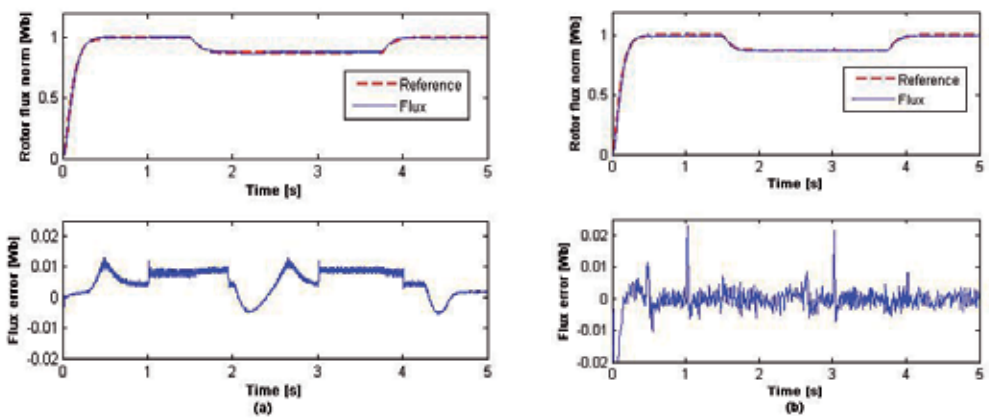 Rotor flux norm [Wb]
1
0.5
0
Reference
Flux
0 1 2 3 4 5
Time [s]
Flux error [Wb]
0.02
0.01
0
-0.01
-0.02
0 1 2 3 4 5
Time [s]
(a)
Rotor flux norm [Wb]
1
0.5
0
Reference
Flux
0 1 2 3 4 5
Time [s]
Flux error [Wb]
0.02
0.01
0
-0.01
-0.02
0 1 2 3 4 5
Time [s]
(b)